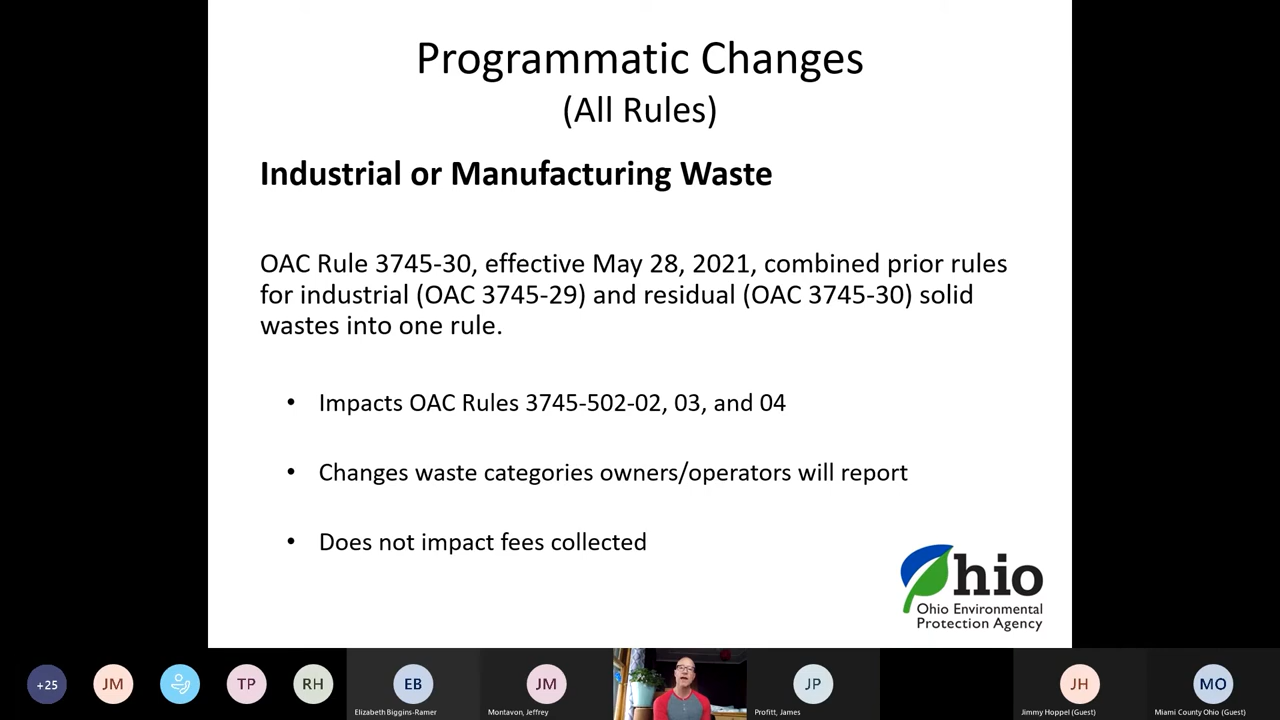 Programmatic Changes
(All Rules)
Industrial or Manufacturing Waste
OAC Rule 3745-30, effective May 28, 2021, combined prior rules
for industrial (OAC 3745-29) and residual (OAC 3745-30) solid
wastes into one rule.
• Impacts OAC Rules 3745-502-02, 03, and 04
• Changes waste categories owners/operators will report
• Does not impact fees collected
Ohio
Ohio Environmental
Protection Agency
+25
JM
TP
RH
EB
JM
JP
JH
MO
Elizabeth Biggins-Ramer
Montavon, Jeffrey
Profitt, James
Jimmy Hoppel (Guest)
Miami County Ohio (Guest)